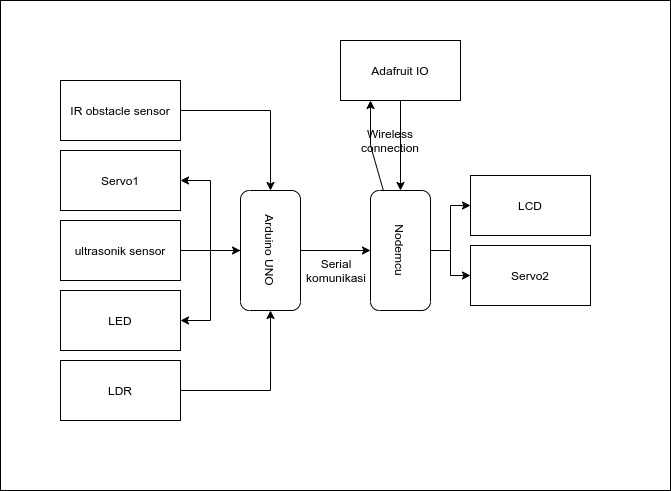 Adafruit IO
IR obstacle sensor
Wireless
connection
Servo1
LCD
Arduino UNO
Nodemcu
ultrasonik sensor
Serial
komunikasi
Servo2
LED
LDR